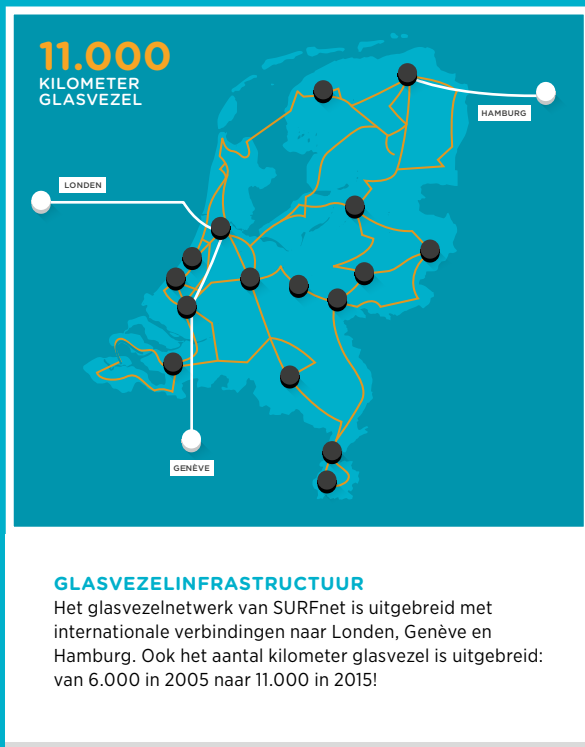 11.000
KILOMETER
GLASVEZEL
HAMBURG
LONDEN
GENÈVE
GLASVEZELINFRASTRUCTUUR
Het glasvezelnetwerk van SURFnet is uitgebreid met
internationale verbindingen naar Londen, Genève en
Hamburg. Ook het aantal kilometer glasvezel is uitgebreid:
van 6.000 in 2005 naar 11.000 in 2015!